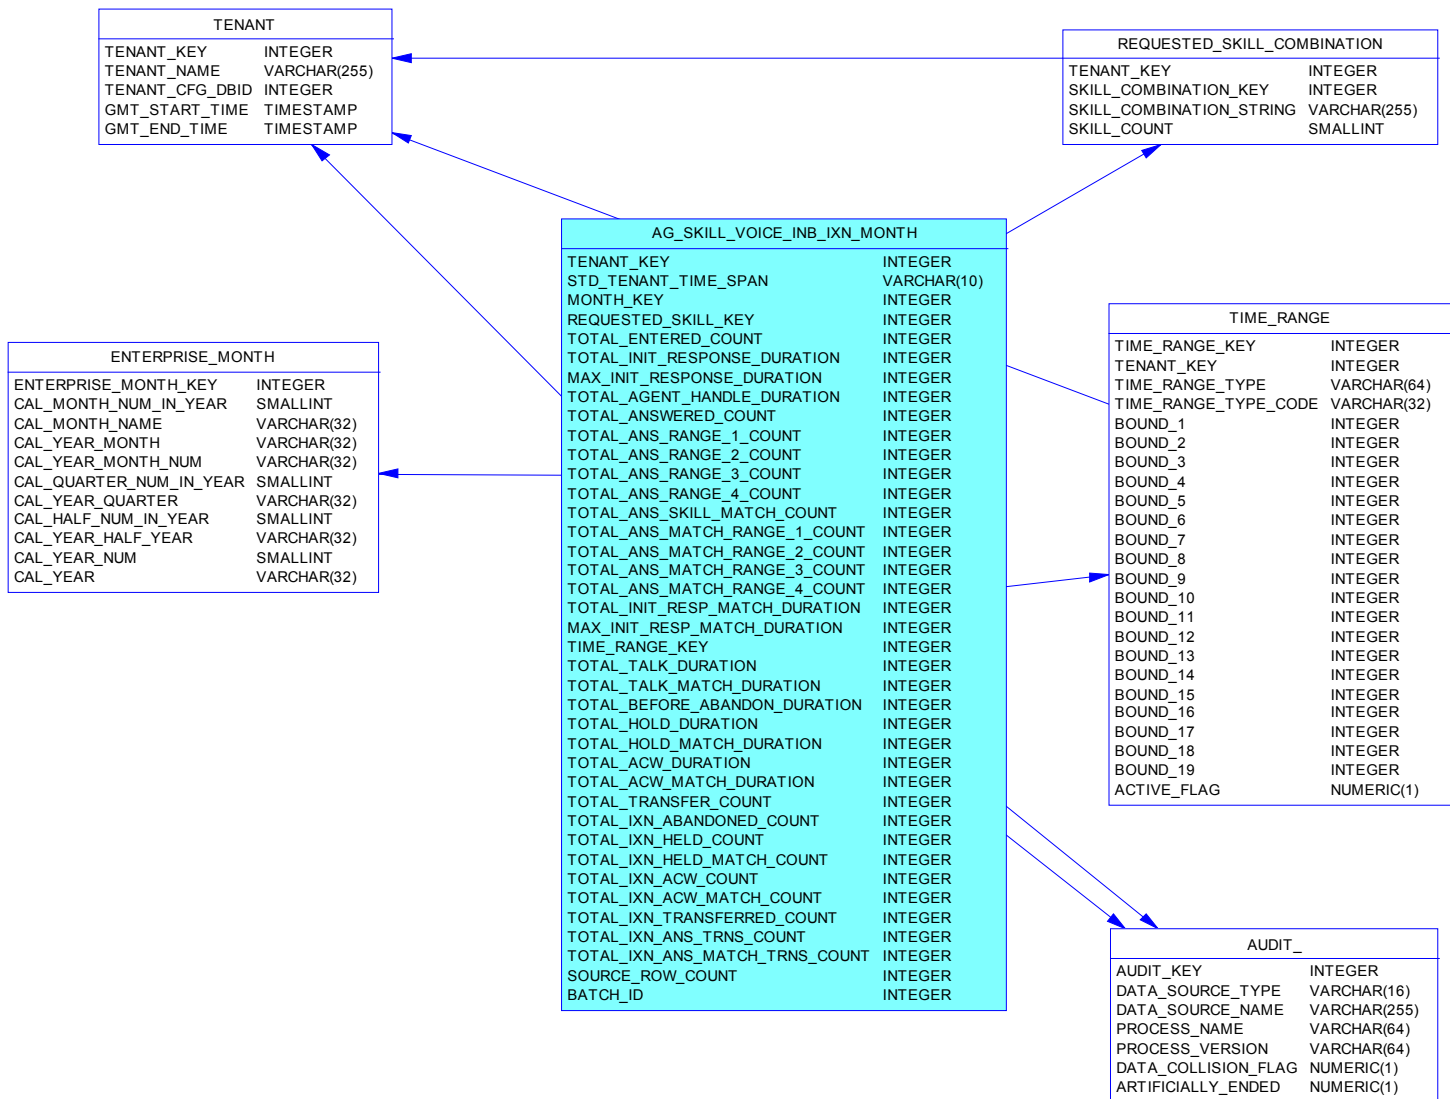 TENANT
TENANT_KEY INTEGER
TENANT_NAME VARCHAR(255)
TENANT_CFG_DBID INTEGER
GMT_START_TIME TIMESTAMP
GMT_END_TIME TIMESTAMP
REQUESTED_SKILL_COMBINATION
TENANT_KEY INTEGER
SKILL_COMBINATION_KEY INTEGER
SKILL_COMBINATION_STRING VARCHAR(255)
SKILL_COUNT SMALLINT
AG_SKILL_VOICE_INB_IXN_MONTH
TENANT_KEY INTEGER
STD_TENANT_TIME_SPAN VARCHAR(10)
MONTH_KEY INTEGER
REQUESTED_SKILL_KEY INTEGER
TOTAL_ENTERED_COUNT INTEGER
TOTAL_INIT_RESPONSE_DURATION INTEGER
MAX_INIT_RESPONSE_DURATION INTEGER
TOTAL_AGENT_HANDLE_DURATION INTEGER
TOTAL_ANSWERED_COUNT INTEGER
TOTAL_ANS_RANGE_1_COUNT INTEGER
TOTAL_ANS_RANGE_2_COUNT INTEGER
TOTAL_ANS_RANGE_3_COUNT INTEGER
TOTAL_ANS_RANGE_4_COUNT INTEGER
TOTAL_ANS_SKILL_MATCH_COUNT INTEGER
TOTAL_ANS_MATCH_RANGE_1_COUNT INTEGER
TOTAL_ANS_MATCH_RANGE_2_COUNT INTEGER
TOTAL_ANS_MATCH_RANGE_3_COUNT INTEGER
TOTAL_ANS_MATCH_RANGE_4_COUNT INTEGER
TOTAL_INIT_RESP_MATCH_DURATION INTEGER
MAX_INIT_RESP_MATCH_DURATION INTEGER
TIME_RANGE_KEY INTEGER
TOTAL_TALK_DURATION INTEGER
TOTAL_TALK_MATCH_DURATION INTEGER
TOTAL_BEFORE_ABANDON_DURATION INTEGER
TOTAL_HOLD_DURATION INTEGER
TOTAL_HOLD_MATCH_DURATION INTEGER
TOTAL_ACW_DURATION INTEGER
TOTAL_ACW_MATCH_DURATION INTEGER
TOTAL_TRANSFER_COUNT INTEGER
TOTAL_IXN_ABANDONED_COUNT INTEGER
TOTAL_IXN_HELD_COUNT INTEGER
TOTAL_IXN_HELD_MATCH_COUNT INTEGER
TOTAL_IXN_ACW_COUNT INTEGER
TOTAL_IXN_ACW_MATCH_COUNT INTEGER
TOTAL_IXN_TRANSFERRED_COUNT INTEGER
TOTAL_IXN_ANS_TRNS_COUNT INTEGER
TOTAL_IXN_ANS_MATCH_TRNS_COUNT INTEGER
SOURCE_ROW_COUNT INTEGER
BATCH_ID INTEGER
ENTERPRISE_MONTH
ENTERPRISE_MONTH_KEY INTEGER
CAL_MONTH_NUM_IN_YEAR SMALLINT
CAL_MONTH_NAME VARCHAR(32)
CAL_YEAR_MONTH VARCHAR(32)
CAL_YEAR_MONTH_NUM VARCHAR(32)
CAL_QUARTER_NUM_IN_YEAR SMALLINT
CAL_YEAR_QUARTER VARCHAR(32)
CAL_HALF_NUM_IN_YEAR SMALLINT
CAL_YEAR_HALF_YEAR VARCHAR(32)
CAL_YEAR_NUM SMALLINT
CAL_YEAR VARCHAR(32)
TIME_RANGE
TIME_RANGE_KEY INTEGER
TENANT_KEY INTEGER
TIME_RANGE_TYPE VARCHAR(64)
TIME_RANGE_TYPE_CODE VARCHAR(32)
BOUND_1 INTEGER
BOUND_2 INTEGER
BOUND_3 INTEGER
BOUND_4 INTEGER
BOUND_5 INTEGER
BOUND_6 INTEGER
BOUND_7 INTEGER
BOUND_8 INTEGER
BOUND_9 INTEGER
BOUND_10 INTEGER
BOUND_11 INTEGER
BOUND_12 INTEGER
BOUND_13 INTEGER
BOUND_14 INTEGER
BOUND_15 INTEGER
BOUND_16 INTEGER
BOUND_17 INTEGER
BOUND_18 INTEGER
BOUND_19 INTEGER
ACTIVE_FLAG NUMERIC(1)
AUDIT_
AUDIT_KEY INTEGER
DATA_SOURCE_TYPE VARCHAR(16)
DATA_SOURCE_NAME VARCHAR(255)
PROCESS_NAME VARCHAR(64)
PROCESS_VERSION VARCHAR(64)
DATA_COLLISION_FLAG NUMERIC(1)
ARTIFICIALLY_ENDED NUMERIC(1)